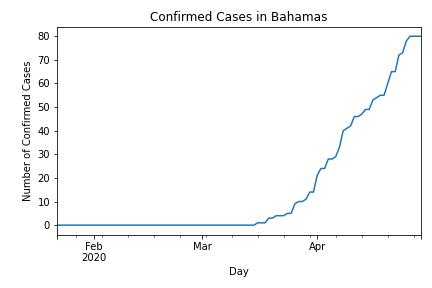 Confirmed Cases in Bahamas
80
70
60
50
40
30
20
10
0
Number of Confirmed Cases
Feb
2020
Mar
Apr
Day